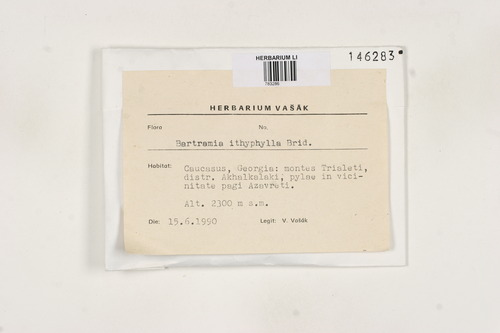 HERBARIUM LI
783286
146283
HERBARIUM VAŠÁK
Flora No.
Bartramia ithyphylla Brid.
Habitat: Caucasus, Georgia: montes Trialeti,
distr. Akhalkalaki, pylae in vici-
nitate pagi Azavreti.
Alt. 2300 m s.m.
Die: 15.6.1990 Legit: V. Vašák